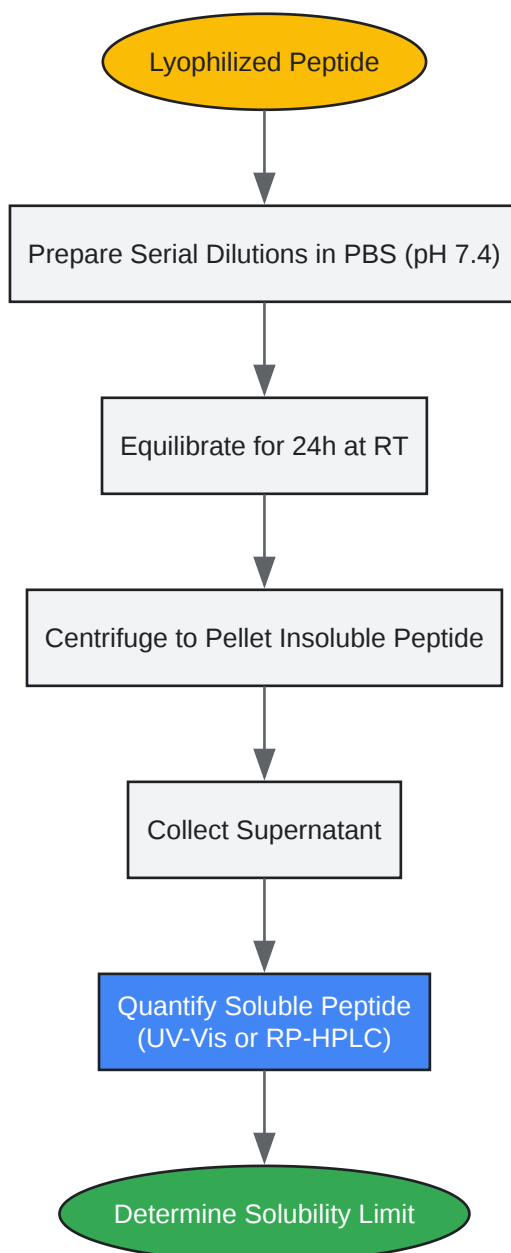 Lyophilized Peptide
Prepare Serial Dilutions in PBS (pH 7.4)
Equilibrate for 24h at RT
Centrifuge to Pellet Insoluble Peptide
Collect Supernatant
Quantify Soluble Peptide
(UV-Vis or RP-HPLC)
Determine Solubility Limit